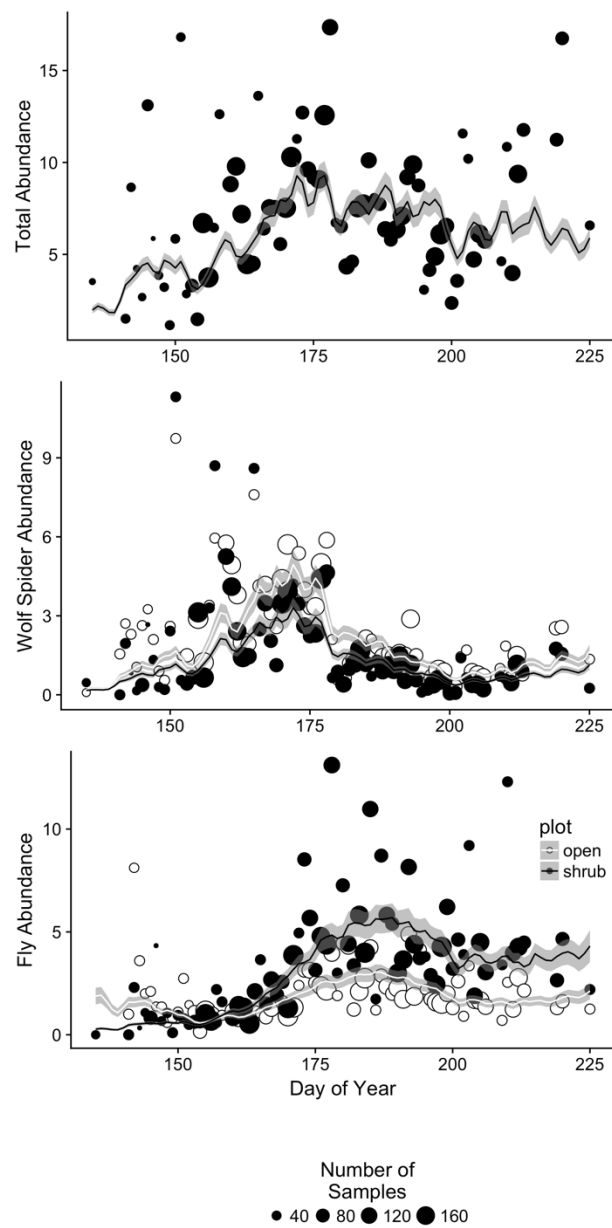 Total Abundance
15
10
5
150 175 200 225
Wolf Spider Abundance
9
6
3
0
150 175 200 225
Fly Abundance
10
5
0
plot
open
shrub
150 175 200 225
Day of Year
Number of
Samples
40 80 120 160